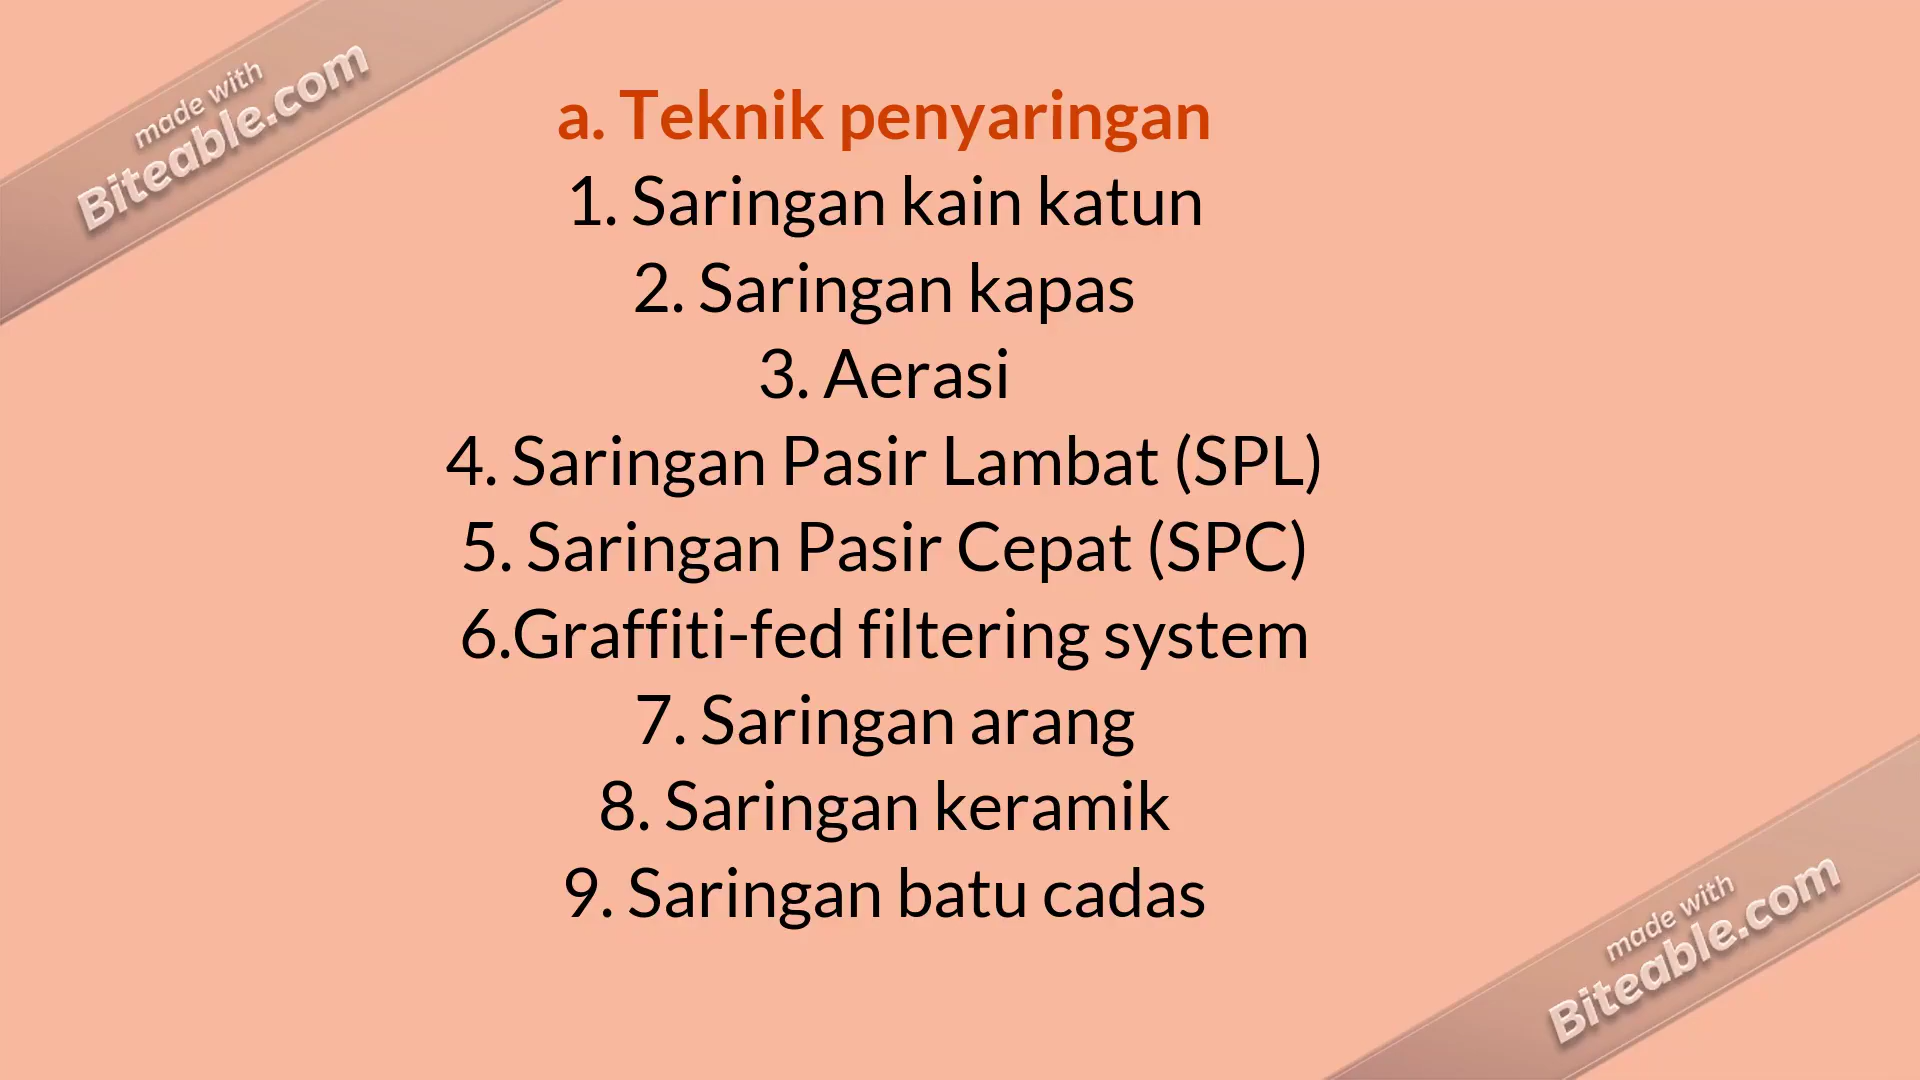 made with
Biteable.com
a. Teknik penyaringan
1. Saringan kain katun
2. Saringan kapas
3. Aerasi
4. Saringan Pasir Lambat (SPL)
5. Saringan Pasir Cepat (SPC)
6.Graffiti-fed filtering system
7. Saringan arang
8. Saringan keramik
9. Saringan batu cadas
made with
Biteable.com